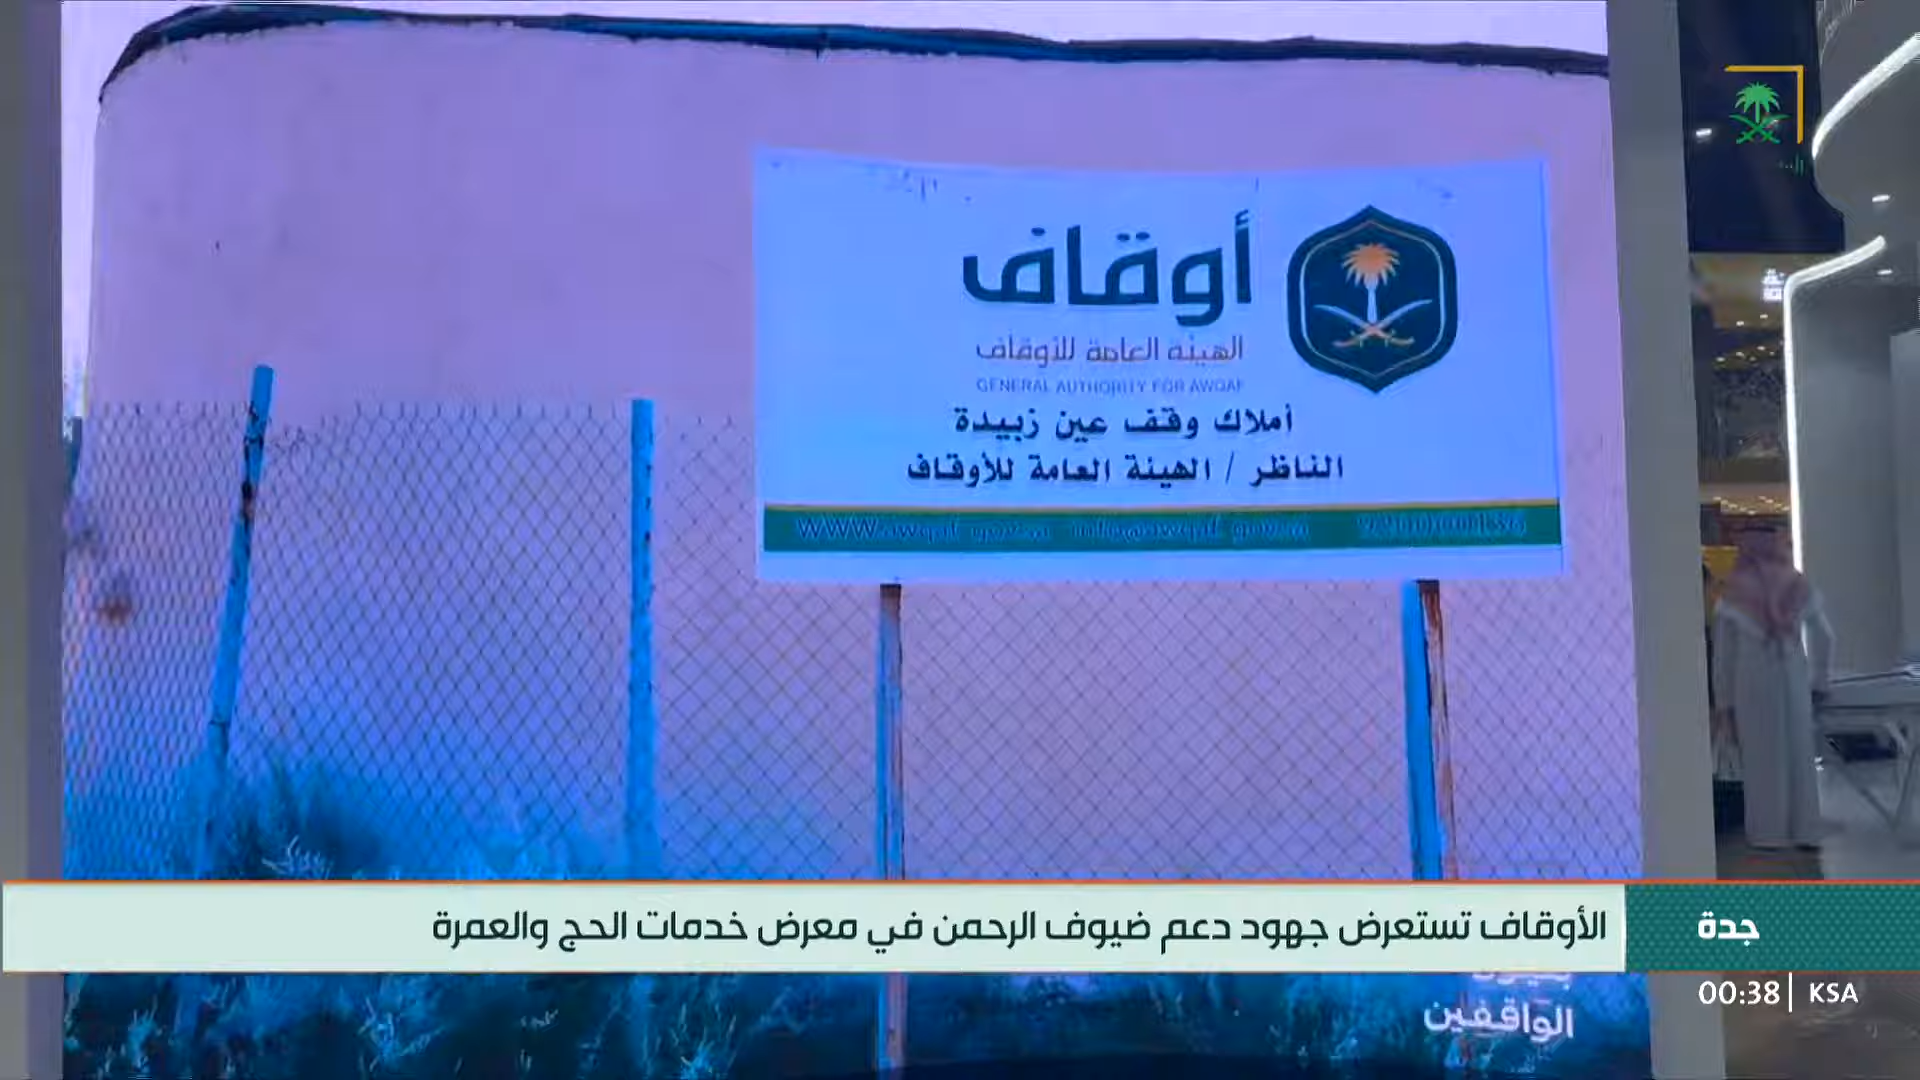 أوقاف
الهيئة العامة للأوقاف
GENERAL AUTHORITY FOR AWQAF
أملاك وقف عين زبيدة
الناظر / الهيئة العامة للأوقاف
جدة
الأوقاف تستعرض جهود دعم ضيوف الرحمن في معرض خدمات الحج والعمرة
00:38 | KSA
الواقفين